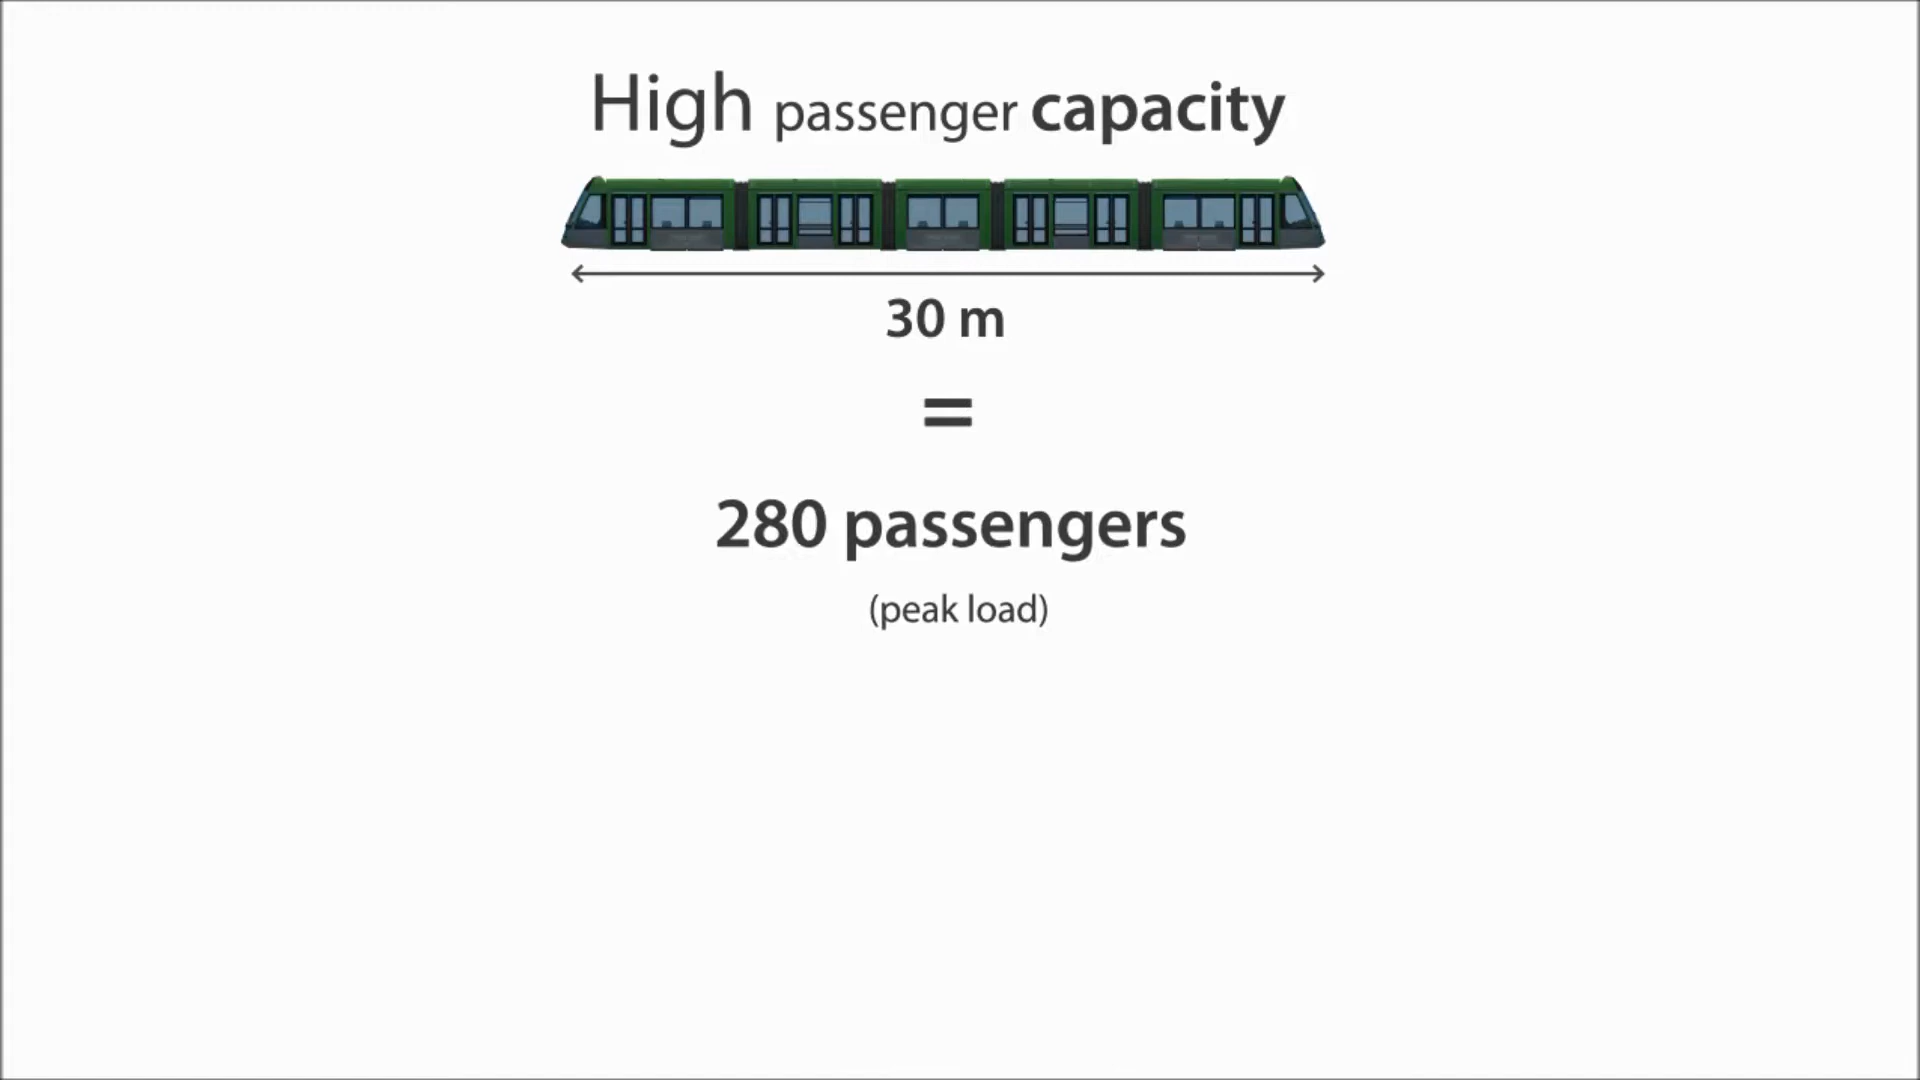 High passenger capacity
30 m
=
280 passengers
(peak load)